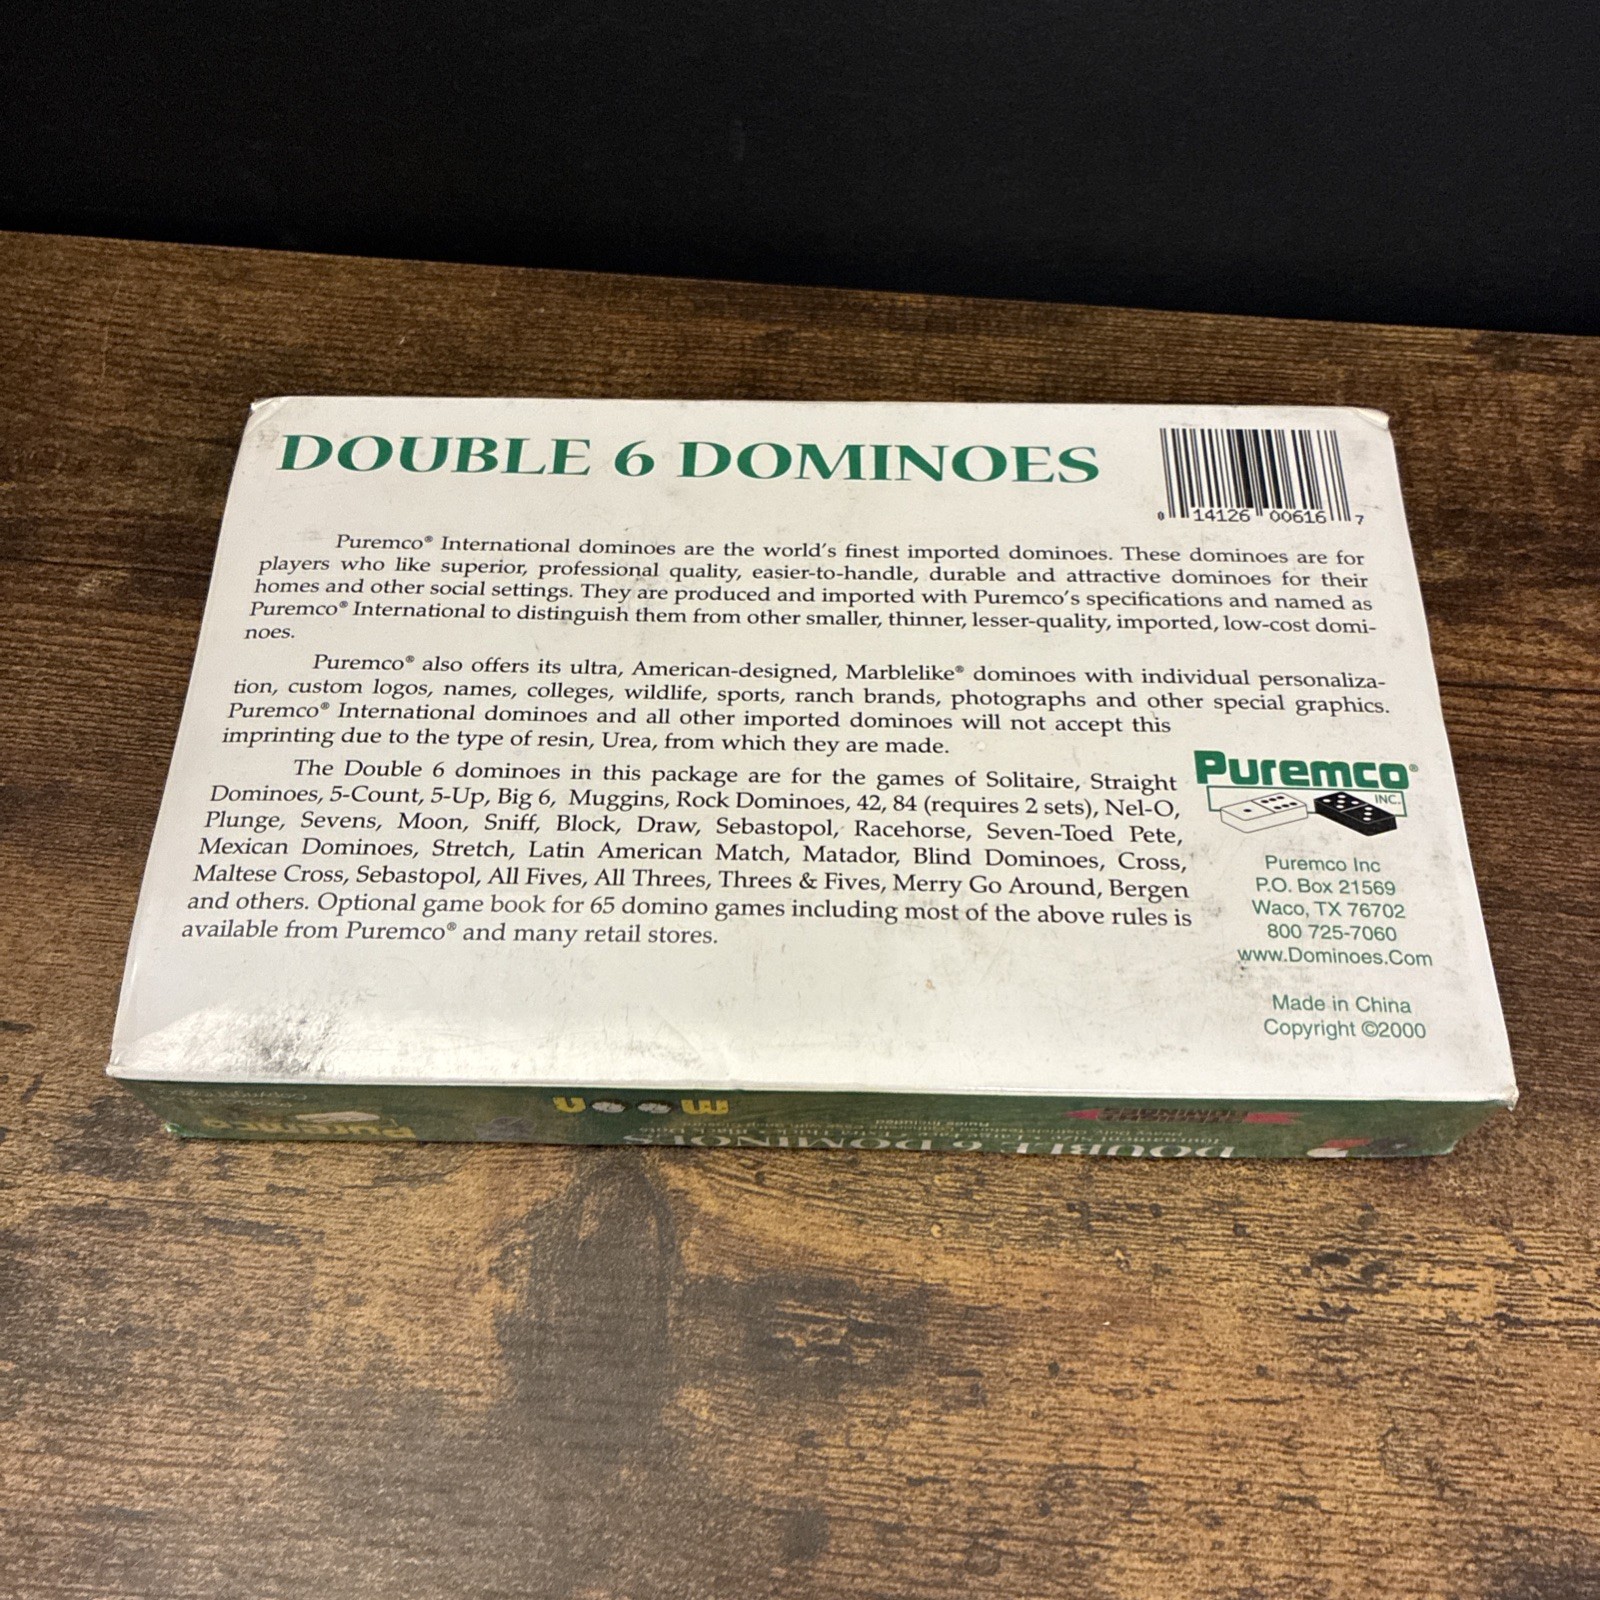 DOUBLE 6 DOMINOES
0 14126 00616 7
Puremco® International dominoes are the world's finest imported dominoes. These dominoes are for
players who like superior, professional quality, easier-to-handle, durable and attractive dominoes for their
homes and other social settings. They are produced and imported with Puremco's specifications and named as
Puremco® International to distinguish them from other smaller, thinner, lesser-quality, imported, low-cost domi-
noes.
Puremco® also offers its ultra, American-designed, Marblelike® dominoes with individual personaliza-
tion, custom logos, names, colleges, wildlife, sports, ranch brands, photographs and other special graphics.
Puremco® International dominoes and all other imported dominoes will not accept this
imprinting due to the type of resin, Urea, from which they are made.
The Double 6 dominoes in this package are for the games of Solitaire, Straight
Dominoes, 5-Count, 5-Up, Big 6, Muggins, Rock Dominoes, 42, 84 (requires 2 sets), Nel-O,
Plunge, Sevens, Moon, Sniff, Block, Draw, Sebastopol, Racehorse, Seven-Toed Pete,
Mexican Dominoes, Stretch, Latin American Match, Matador, Blind Dominoes, Cross,
Maltese Cross, Sebastopol, All Fives, All Threes, Threes & Fives, Merry Go Around, Bergen
and others. Optional game book for 65 domino games including most of the above rules is
available from Puremco® and many retail stores.
Puremco®
INC.
Puremco Inc
P.O. Box 21569
Waco, TX 76702
800 725-7060
www.Dominoes.Com
Made in China
Copyright ©2000
DOUBLE 6 DOMINOES
Puremco